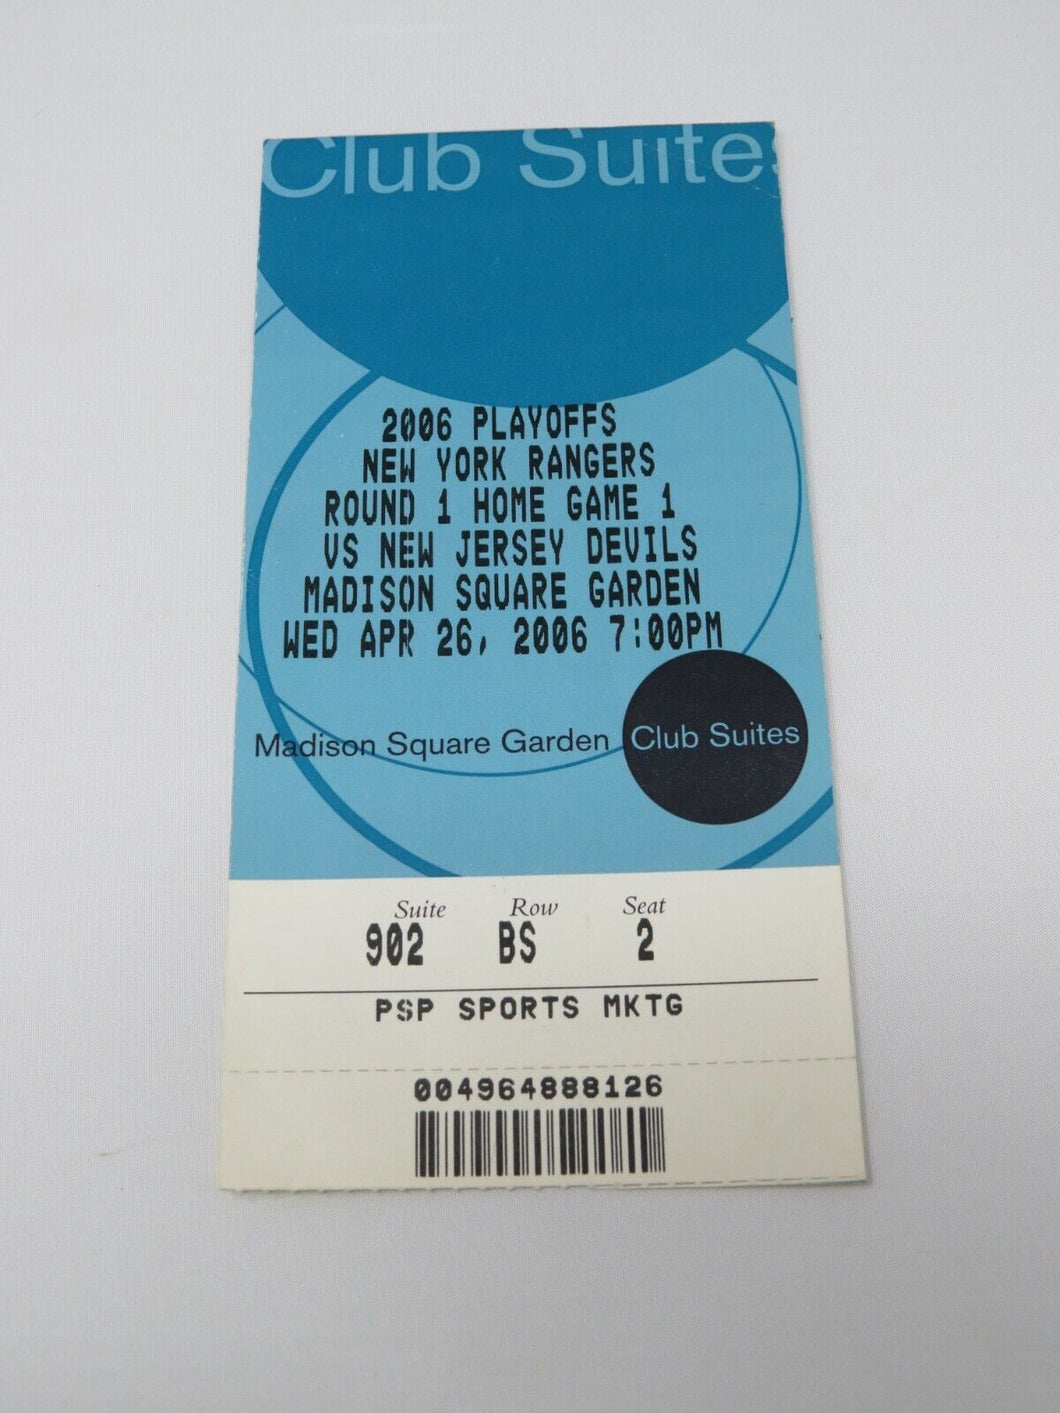 Club Suites
2006 PLAYOFFS
NEW YORK RANGERS
ROUND 1 HOME GAME 1
VS NEW JERSEY DEVILS
MADISON SQUARE GARDEN
WED APR 26, 2006 7:00PM
Madison Square Garden Club Suites
Suite Row Seat
902 BS 2
PSP SPORTS MKTG
004964888126